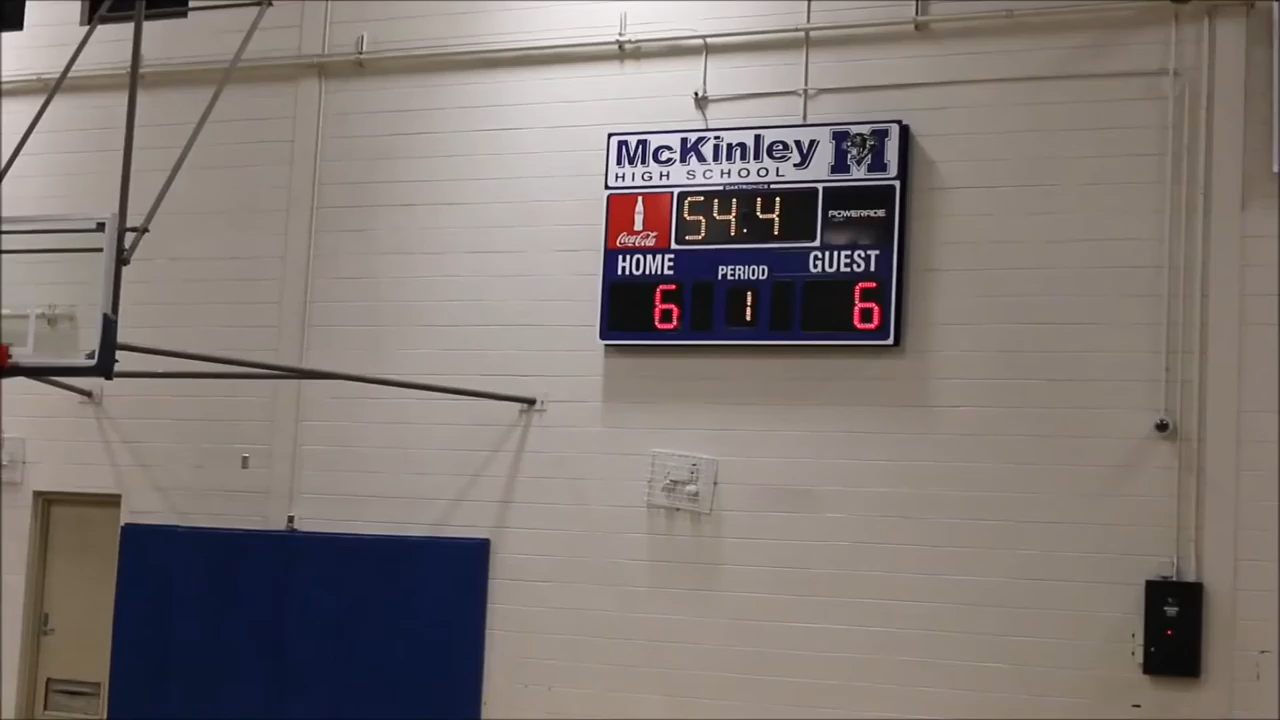 McKinley
HIGH SCHOOL
M
DAKTRONICS
Coca-Cola
54.4
POWERADE
HOME
PERIOD
GUEST
6
1
6